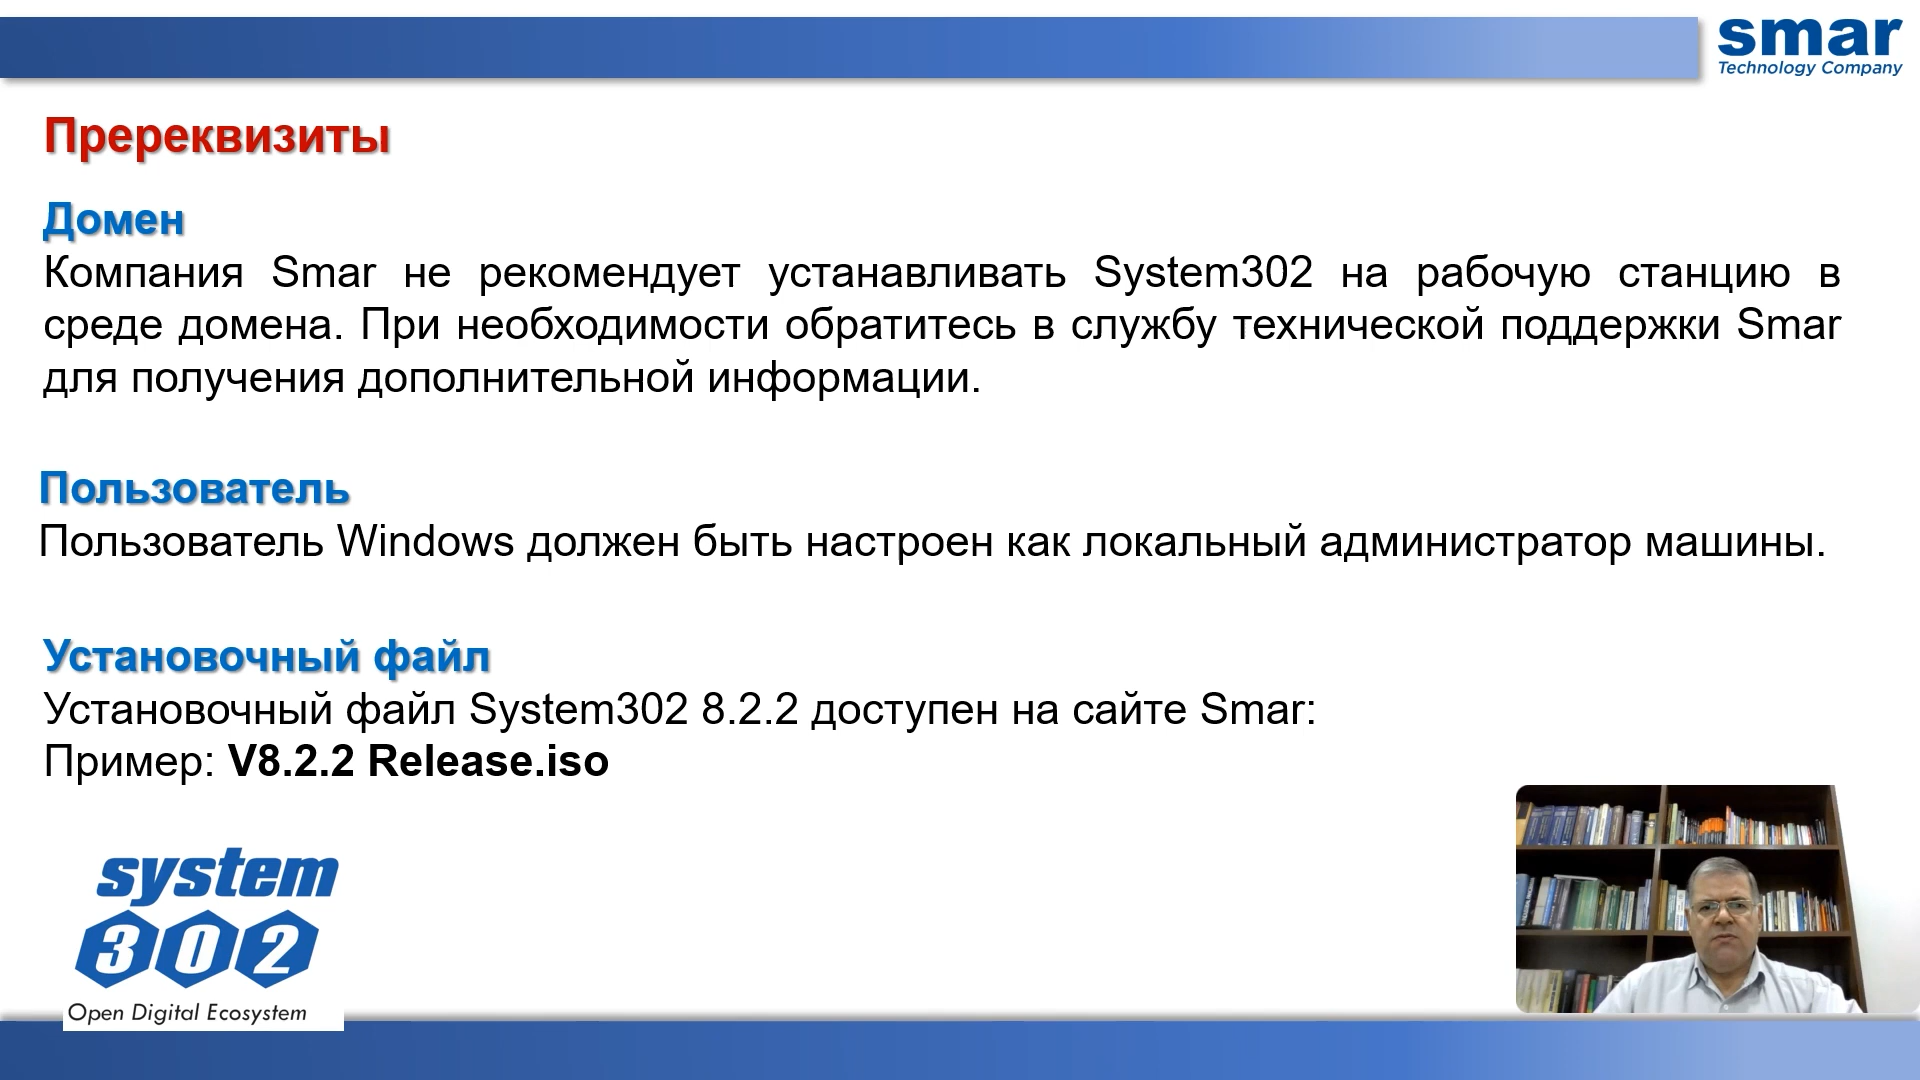 smar
Technology Company
Пререквизиты
Домен
Компания Smar не рекомендует устанавливать System302 на рабочую станцию в
среде домена. При необходимости обратитесь в службу технической поддержки Smar
для получения дополнительной информации.
Пользователь
Пользователь Windows должен быть настроен как локальный администратор машины.
Установочный файл
Установочный файл System302 8.2.2 доступен на сайте Smar:
Пример: V8.2.2 Release.iso
system
302
Open Digital Ecosystem